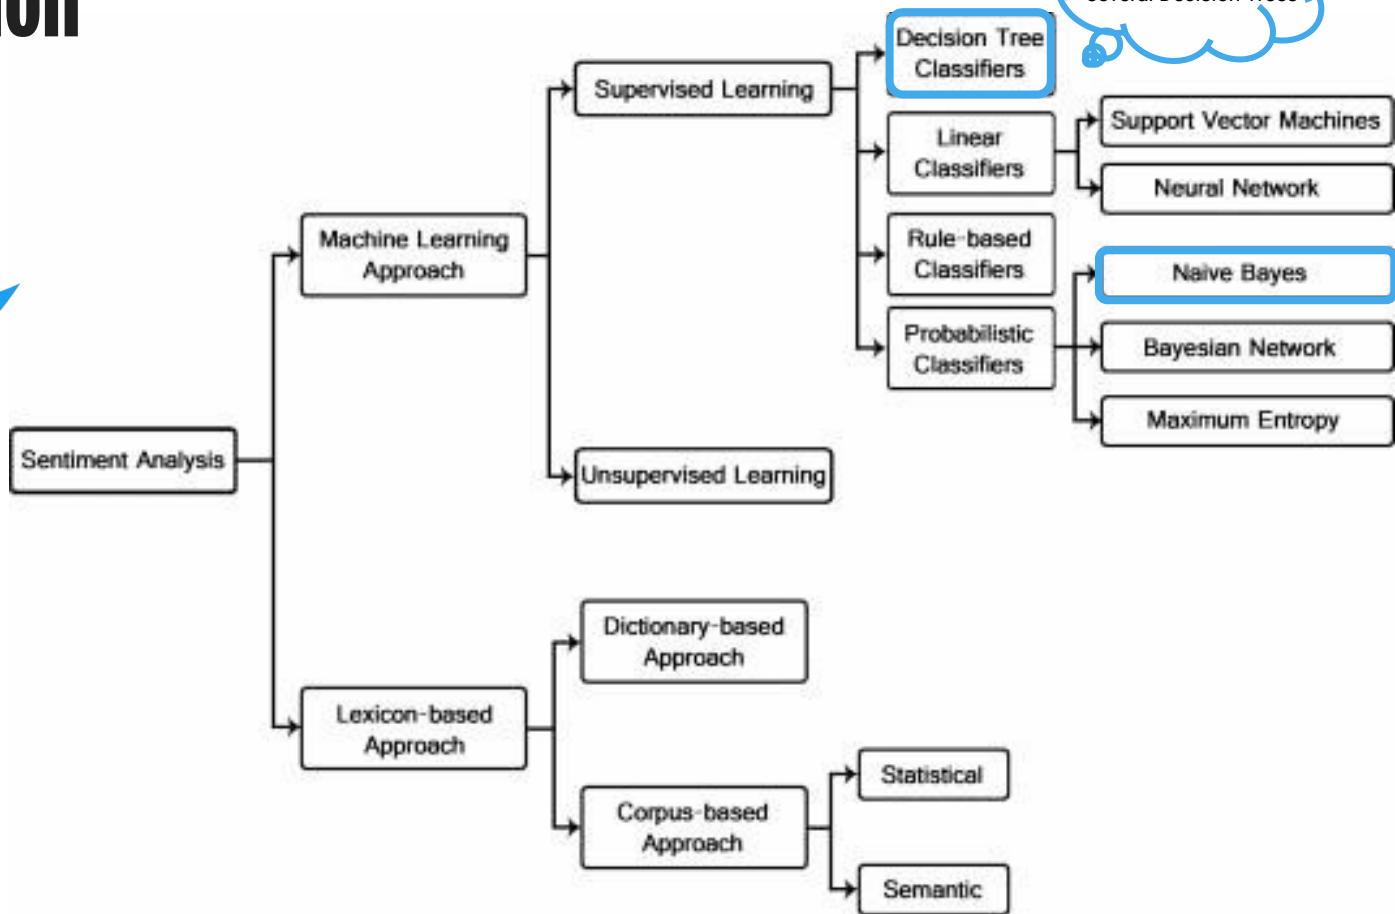 Decision Tree
Classifiers
Supervised Learning
Linear
Classifiers
Support Vector Machines
Neural Network
Rule-based
Classifiers
Machine Learning
Approach
Naive Bayes
Probabilistic
Classifiers
Bayesian Network
Maximum Entropy
Sentiment Analysis
Unsupervised Learning
Dictionary-based
Approach
Lexicon-based
Approach
Statistical
Corpus-based
Approach
Semantic